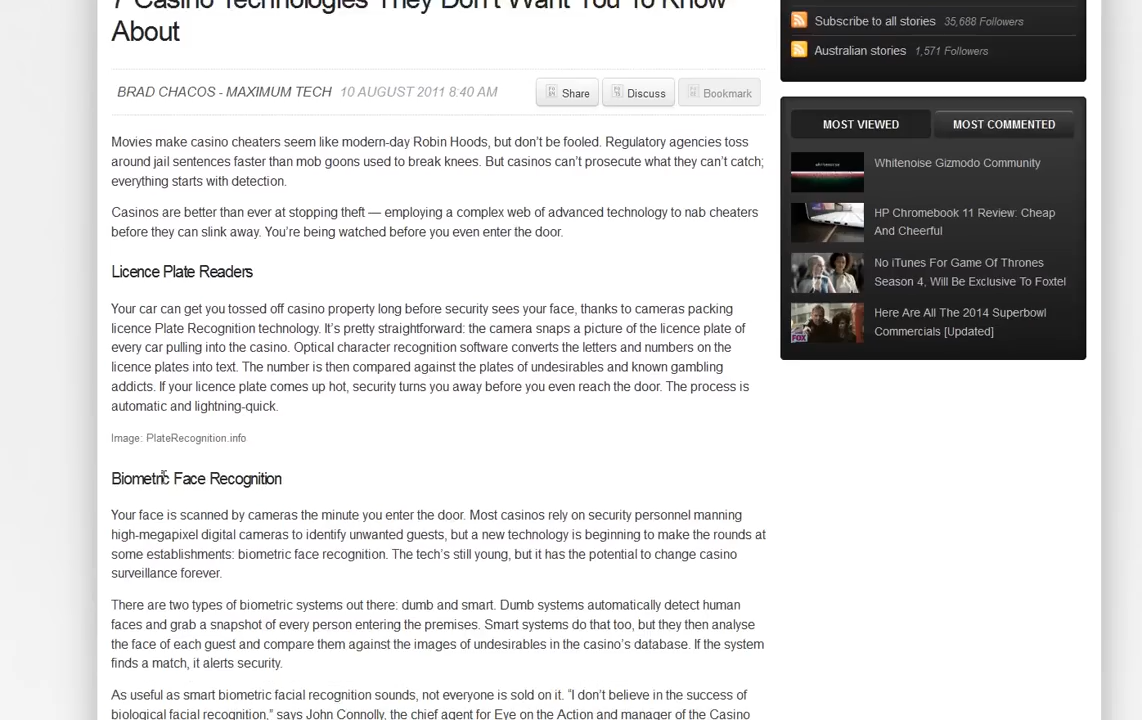 7 Casino Technologies They Don't Want You To Know
About
BRAD CHACOS - MAXIMUM TECH 10 AUGUST 2011 8:40 AM
Share
Discuss
Bookmark
Movies make casino cheaters seem like modern-day Robin Hoods, but don't be fooled. Regulatory agencies toss
around jail sentences faster than mob goons used to break knees. But casinos can't prosecute what they can't catch;
everything starts with detection.
Casinos are better than ever at stopping theft — employing a complex web of advanced technology to nab cheaters
before they can slink away. You're being watched before you even enter the door.
Licence Plate Readers
Your car can get you tossed off casino property long before security sees your face, thanks to cameras packing
licence Plate Recognition technology. It's pretty straightforward: the camera snaps a picture of the licence plate of
every car pulling into the casino. Optical character recognition software converts the letters and numbers on the
licence plates into text. The number is then compared against the plates of undesirables and known gambling
addicts. If your licence plate comes up hot, security turns you away before you even reach the door. The process is
automatic and lightning-quick.
Image: PlateRecognition.info
Biometric Face Recognition
Your face is scanned by cameras the minute you enter the door. Most casinos rely on security personnel manning
high-megapixel digital cameras to identify unwanted guests, but a new technology is beginning to make the rounds at
some establishments: biometric face recognition. The tech's still young, but it has the potential to change casino
surveillance forever.
There are two types of biometric systems out there: dumb and smart. Dumb systems automatically detect human
faces and grab a snapshot of every person entering the premises. Smart systems do that too, but they then analyse
the face of each guest and compare them against the images of undesirables in the casino's database. If the system
finds a match, it alerts security.
As useful as smart biometric facial recognition sounds, not everyone is sold on it. “I don't believe in the success of
biological facial recognition,” says John Connolly, the chief agent for Eye on the Action and manager of the Casino
Subscribe to all stories 35,688 Followers
Australian stories 1,571 Followers
MOST VIEWED
MOST COMMENTED
Whitenoise Gizmodo Community
HP Chromebook 11 Review: Cheap
And Cheerful
No iTunes For Game Of Thrones
Season 4, Will Be Exclusive To Foxtel
Here Are All The 2014 Superbowl
Commercials [Updated]
FOX